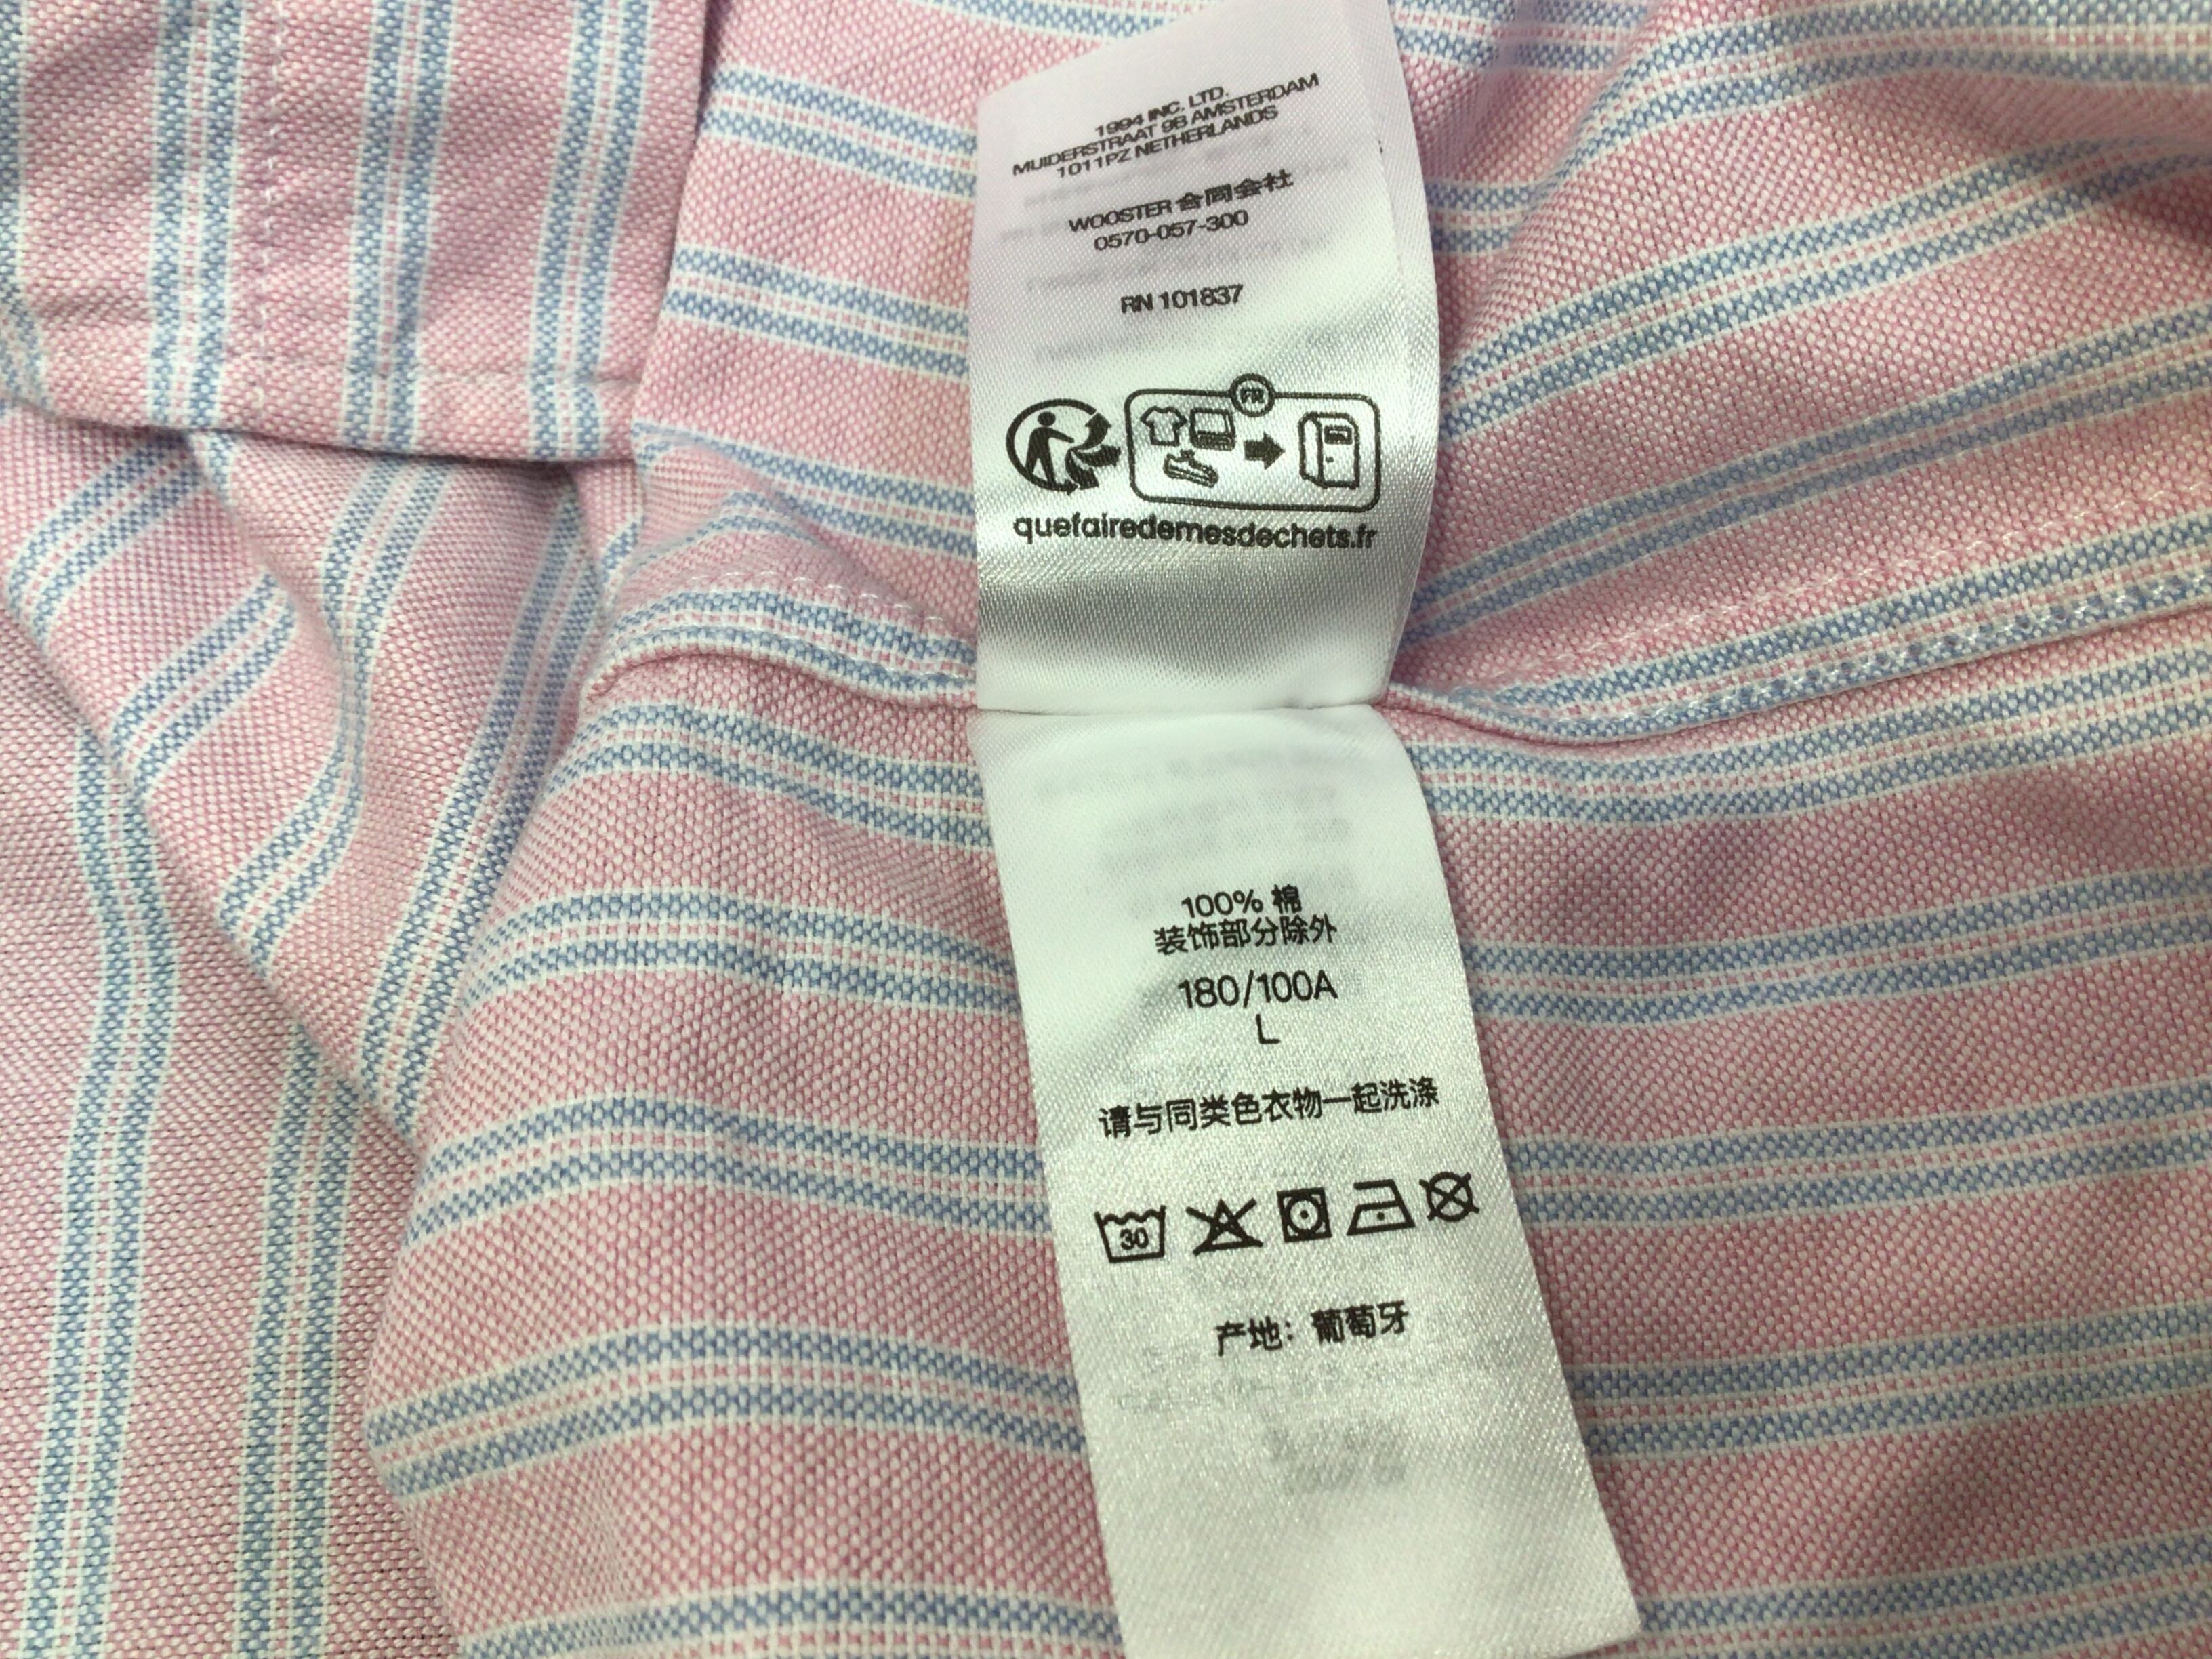 1994 INC. LTD.
MUIDERSTRAAT 9B AMSTERDAM
1011PZ NETHERLANDS
WOOSTER 合同会社
0570-057-300
RN 101837
FR
quefairedemesdechets.fr
100% 棉
装饰部分除外
180/100A
L
请与同类色衣物一起洗涤
30
产地：葡萄牙